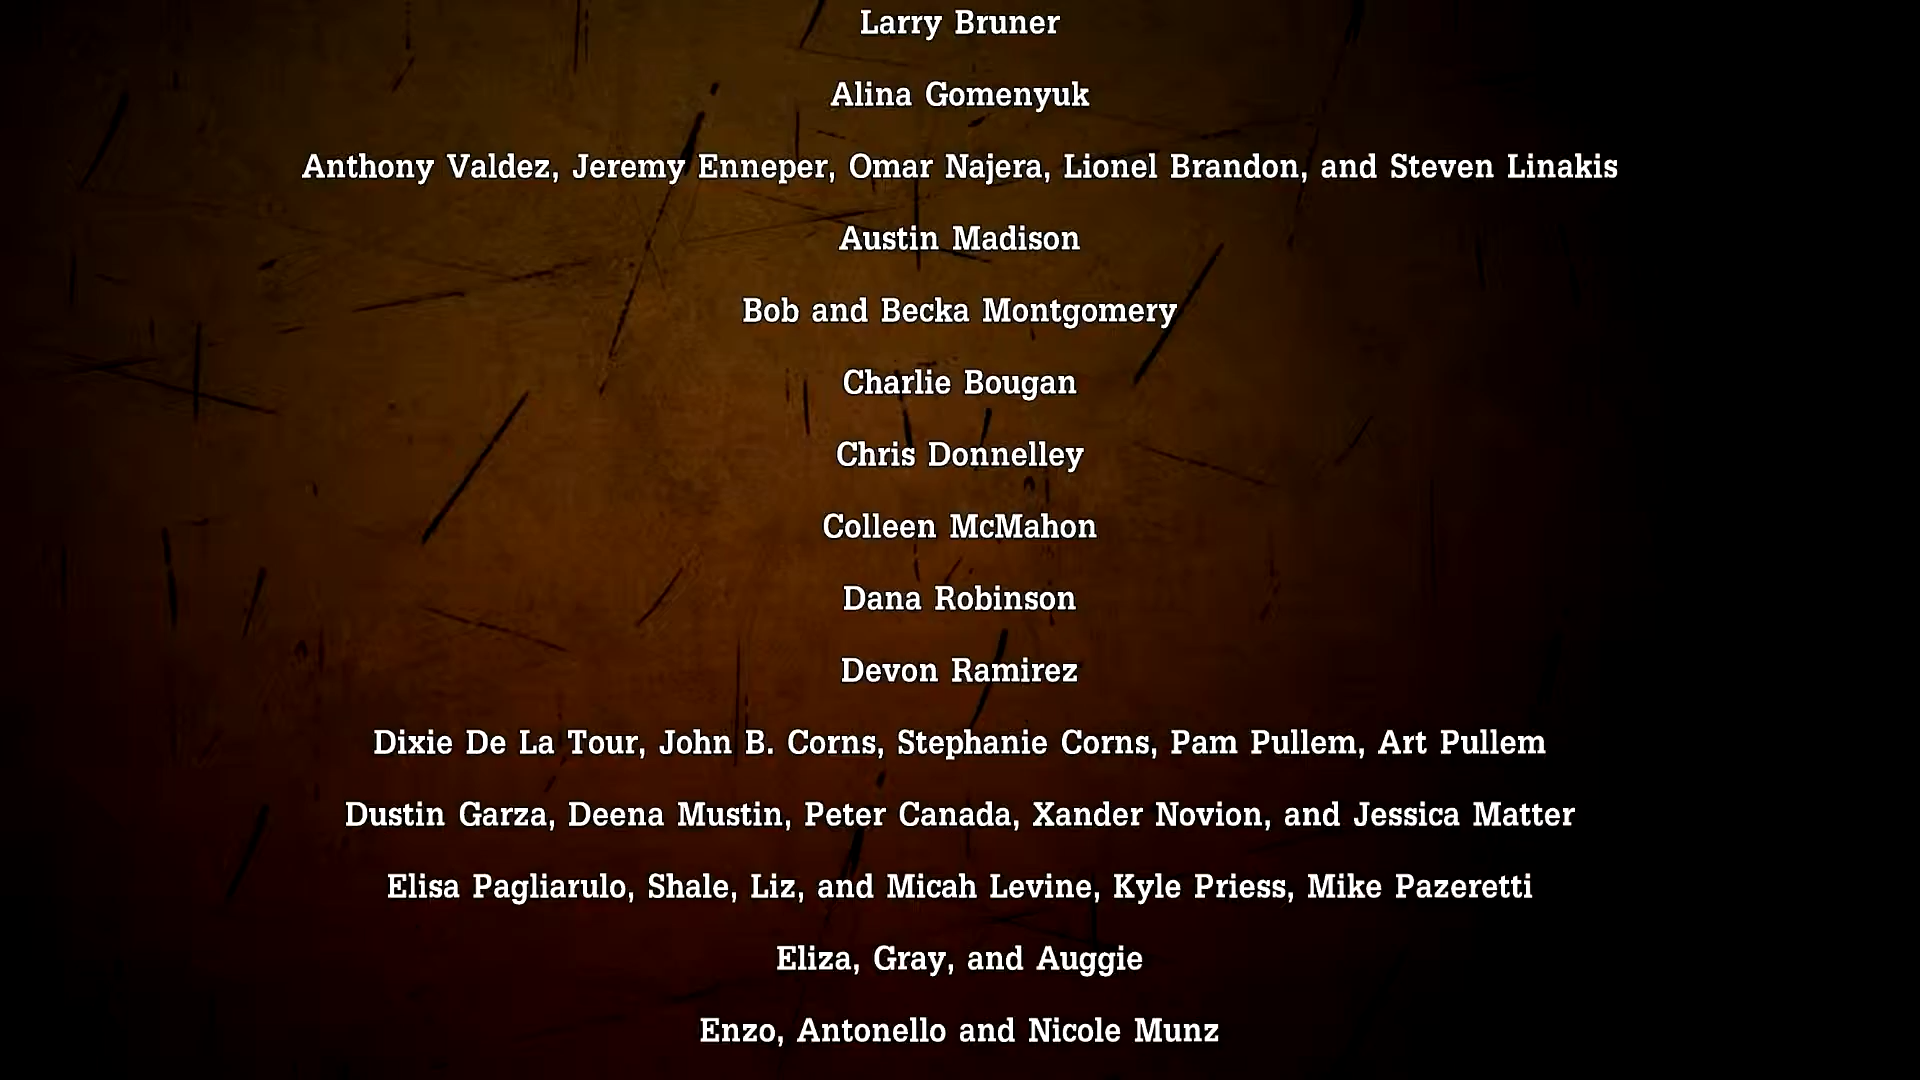 Larry Bruner
Alina Gomenyuk
Anthony Valdez, Jeremy Enneper, Omar Najera, Lionel Brandon, and Steven Linakis
Austin Madison
Bob and Becka Montgomery
Charlie Bougan
Chris Donnelley
Colleen McMahon
Dana Robinson
Devon Ramirez
Dixie De La Tour, John B. Corns, Stephanie Corns, Pam Pullem, Art Pullem
Dustin Garza, Deena Mustin, Peter Canada, Xander Novion, and Jessica Matter
Elisa Pagliarulo, Shale, Liz, and Micah Levine, Kyle Priess, Mike Pazeretti
Eliza, Gray, and Auggie
Enzo, Antonello and Nicole Munz